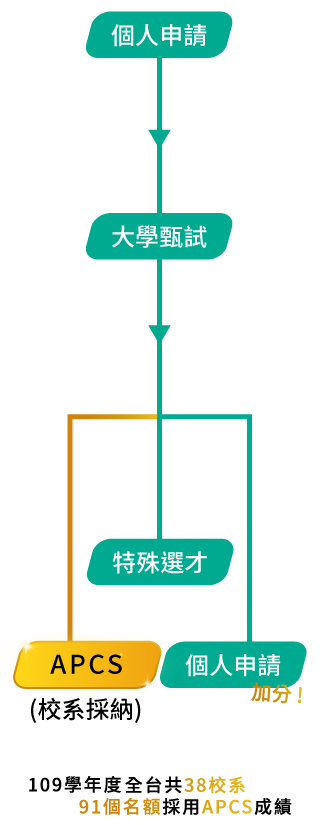 個人申請
大學甄試
特殊選才
APCS
(校系採納)
個人申請
加分！
109學年度全台共38校系
91個名額採用APCS成績